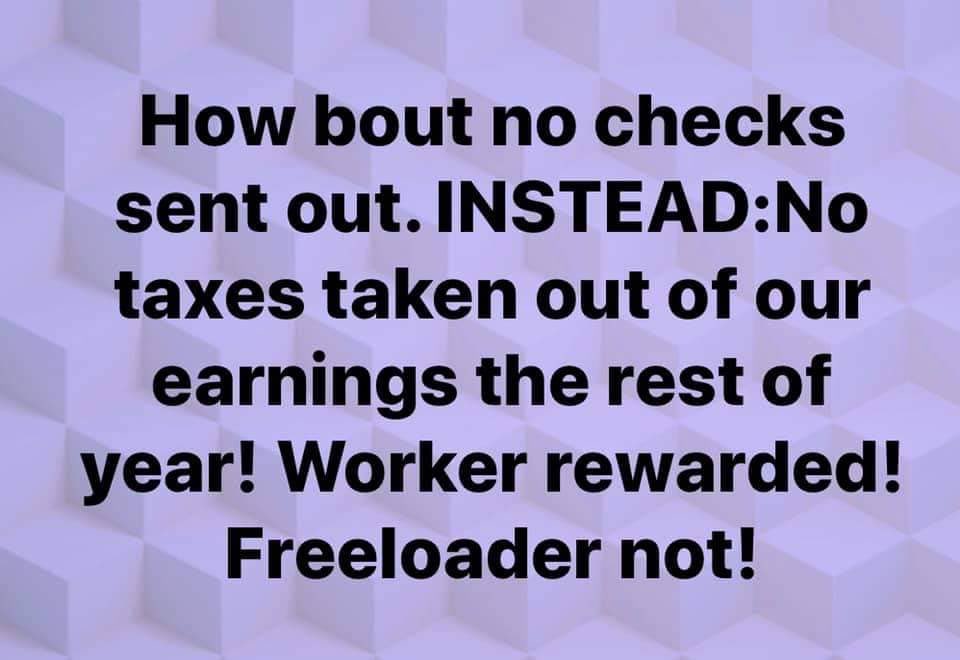 How bout no checks
sent out. INSTEAD:No
taxes taken out of our
earnings the rest of
year! Worker rewarded!
Freeloader not!